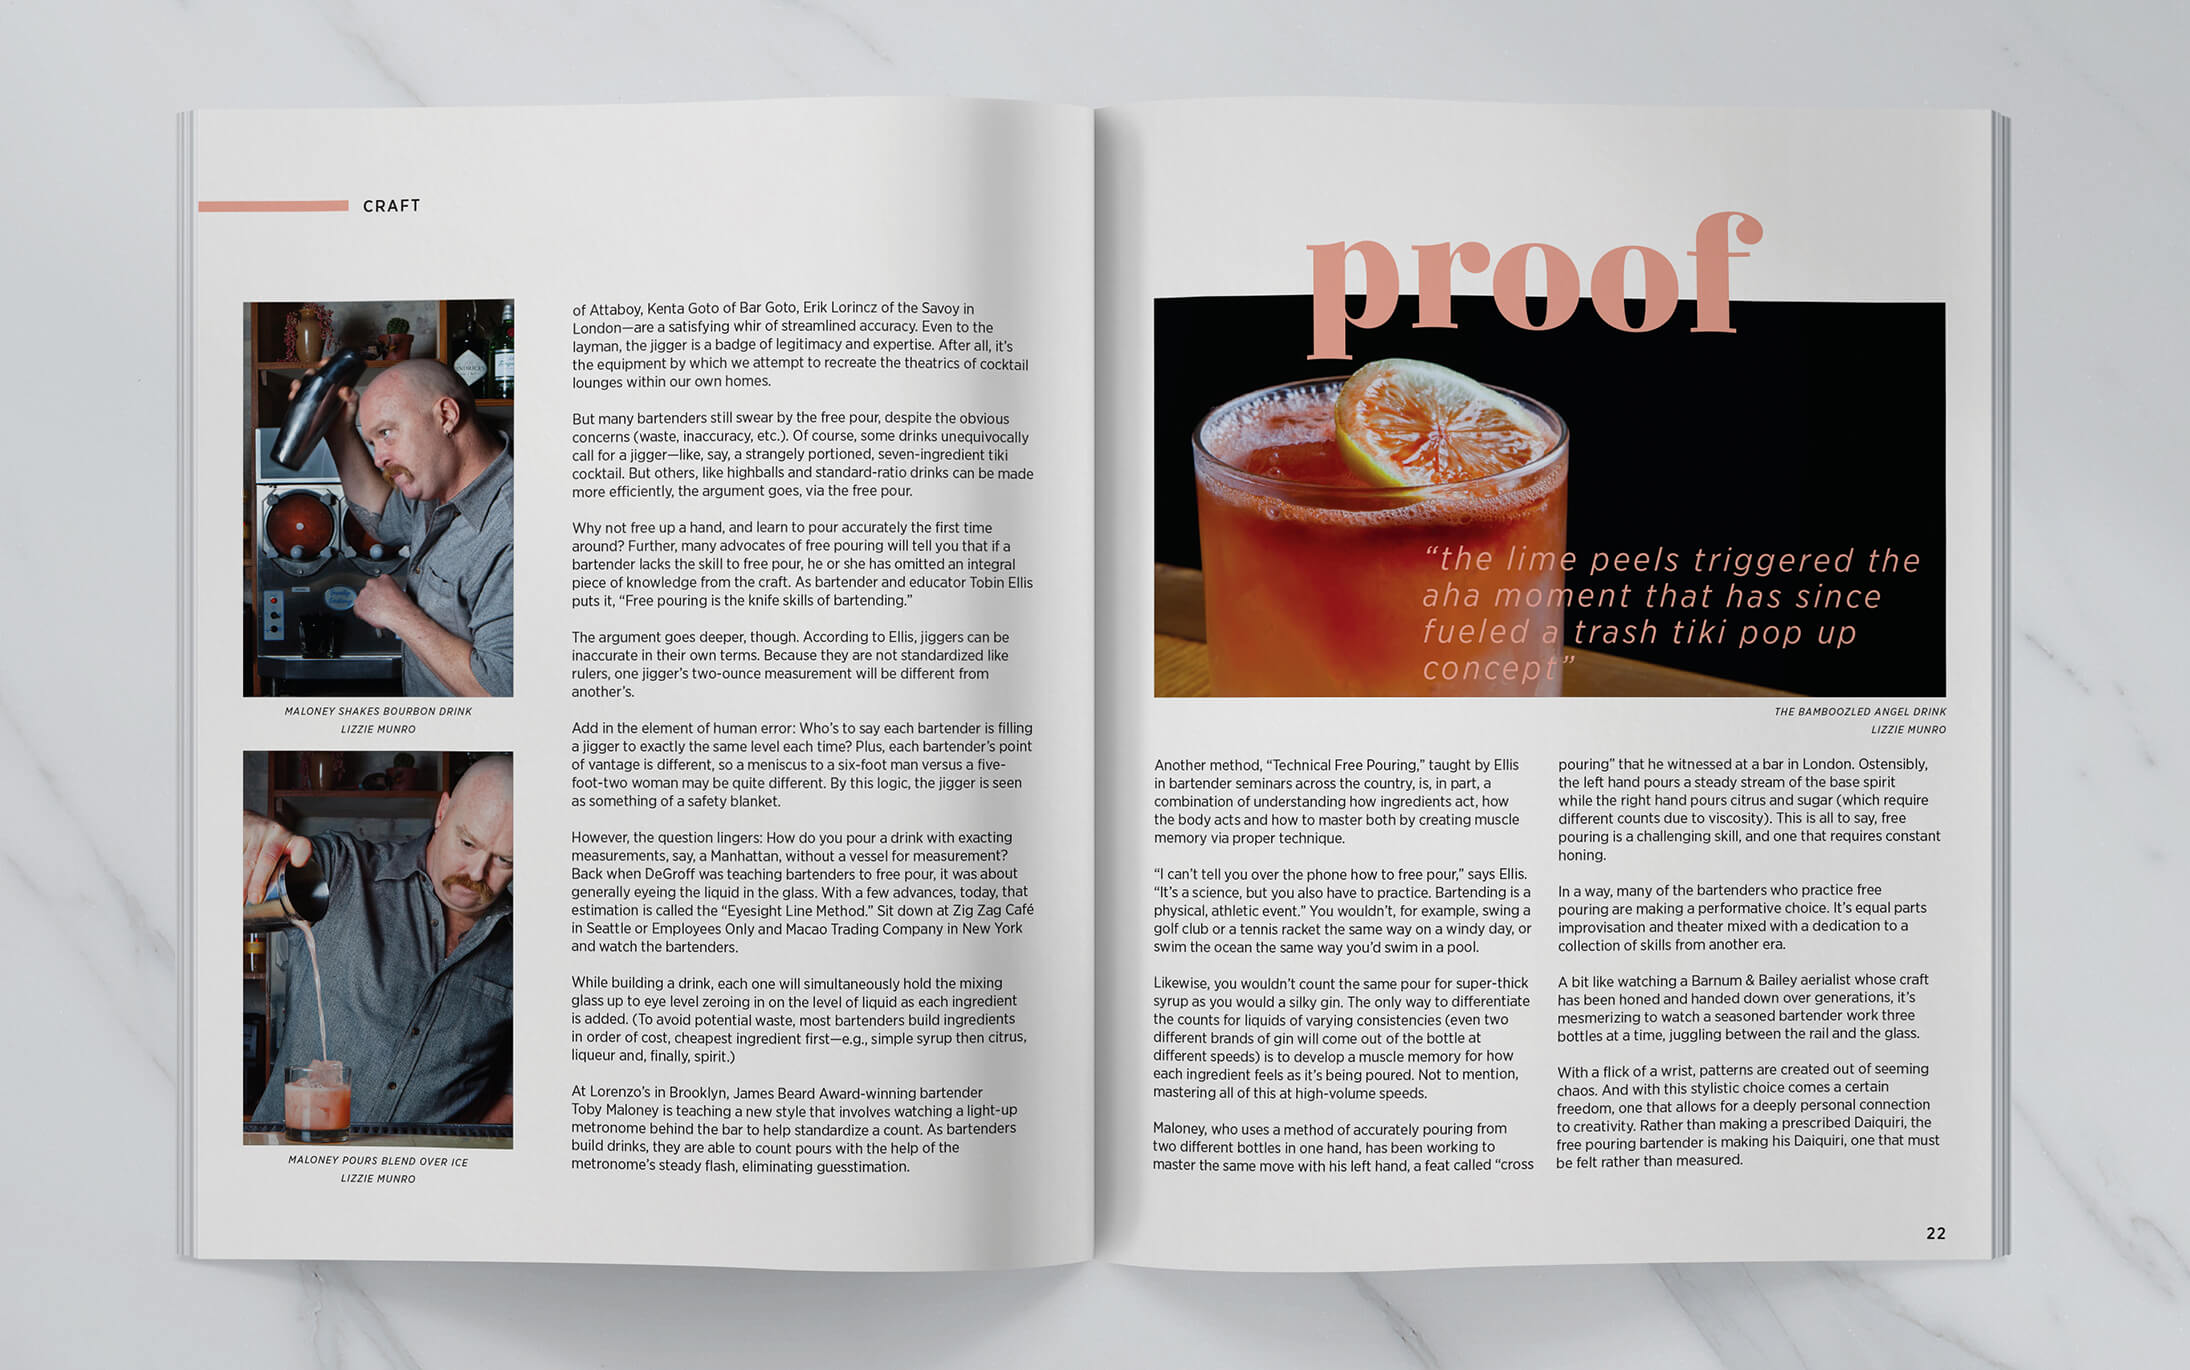 CRAFT
MALONEY SHAKES BOURBON DRINK
LIZZIE MUNRO
MALONEY POURS BLEND OVER ICE
LIZZIE MUNRO
of Attaboy, Kenta Goto of Bar Goto, Erik Lorincz of the Savoy in
London—are a satisfying whir of streamlined accuracy. Even to the
layman, the jigger is a badge of legitimacy and expertise. After all, it's
the equipment by which we attempt to recreate the theatrics of cocktail
lounges within our own homes.
But many bartenders still swear by the free pour, despite the obvious
concerns (waste, inaccuracy, etc.). Of course, some drinks unequivocally
call for a jigger—like, say, a strangely portioned, seven-ingredient tiki
cocktail. But others, like highballs and standard-ratio drinks can be made
more efficiently, the argument goes, via the free pour.
Why not free up a hand, and learn to pour accurately the first time
around? Further, many advocates of free pouring will tell you that if a
bartender lacks the skill to free pour, he or she has omitted an integral
piece of knowledge from the craft. As bartender and educator Tobin Ellis
puts it, “Free pouring is the knife skills of bartending.”
The argument goes deeper, though. According to Ellis, jiggers can be
inaccurate in their own terms. Because they are not standardized like
rulers, one jigger's two-ounce measurement will be different from
another's.
Add in the element of human error: Who's to say each bartender is filling
a jigger to exactly the same level each time? Plus, each bartender's point
of vantage is different, so a meniscus to a six-foot man versus a five-
foot-two woman may be quite different. By this logic, the jigger is seen
as something of a safety blanket.
However, the question lingers: How do you pour a drink with exacting
measurements, say, a Manhattan, without a vessel for measurement?
Back when DeGroff was teaching bartenders to free pour, it was about
generally eyeing the liquid in the glass. With a few advances, today, that
estimation is called the “Eyesight Line Method.” Sit down at Zig Zag Café
in Seattle or Employees Only and Macao Trading Company in New York
and watch the bartenders.
While building a drink, each one will simultaneously hold the mixing
glass up to eye level zeroing in on the level of liquid as each ingredient
is added. (To avoid potential waste, most bartenders build ingredients
in order of cost, cheapest ingredient first—e.g., simple syrup then citrus,
liqueur and, finally, spirit.)
At Lorenzo's in Brooklyn, James Beard Award-winning bartender
Toby Maloney is teaching a new style that involves watching a light-up
metronome behind the bar to help standardize a count. As bartenders
build drinks, they are able to count pours with the help of the
metronome's steady flash, eliminating guesstimation.
proof
“the lime peels triggered the
aha moment that has since
fueled a trash tiki pop up
concept”
THE BAMBOOZLED ANGEL DRINK
LIZZIE MUNRO
Another method, “Technical Free Pouring,” taught by Ellis
in bartender seminars across the country, is, in part, a
combination of understanding how ingredients act, how
the body acts and how to master both by creating muscle
memory via proper technique.
“I can't tell you over the phone how to free pour,” says Ellis.
“It's a science, but you also have to practice. Bartending is a
physical, athletic event.” You wouldn't, for example, swing a
golf club or a tennis racket the same way on a windy day, or
swim the ocean the same way you'd swim in a pool.
Likewise, you wouldn't count the same pour for super-thick
syrup as you would a silky gin. The only way to differentiate
the counts for liquids of varying consistencies (even two
different brands of gin will come out of the bottle at
different speeds) is to develop a muscle memory for how
each ingredient feels as it's being poured. Not to mention,
mastering all of this at high-volume speeds.
Maloney, who uses a method of accurately pouring from
two different bottles in one hand, has been working to
master the same move with his left hand, a feat called “cross
pouring” that he witnessed at a bar in London. Ostensibly,
the left hand pours a steady stream of the base spirit
while the right hand pours citrus and sugar (which require
different counts due to viscosity). This is all to say, free
pouring is a challenging skill, and one that requires constant
honing.
In a way, many of the bartenders who practice free
pouring are making a performative choice. It's equal parts
improvisation and theater mixed with a dedication to a
collection of skills from another era.
A bit like watching a Barnum & Bailey aerialist whose craft
has been honed and handed down over generations, it's
mesmerizing to watch a seasoned bartender work three
bottles at a time, juggling between the rail and the glass.
With a flick of a wrist, patterns are created out of seeming
chaos. And with this stylistic choice comes a certain
freedom, one that allows for a deeply personal connection
to creativity. Rather than making a prescribed Daiquiri, the
free pouring bartender is making his Daiquiri, one that must
be felt rather than measured.
22